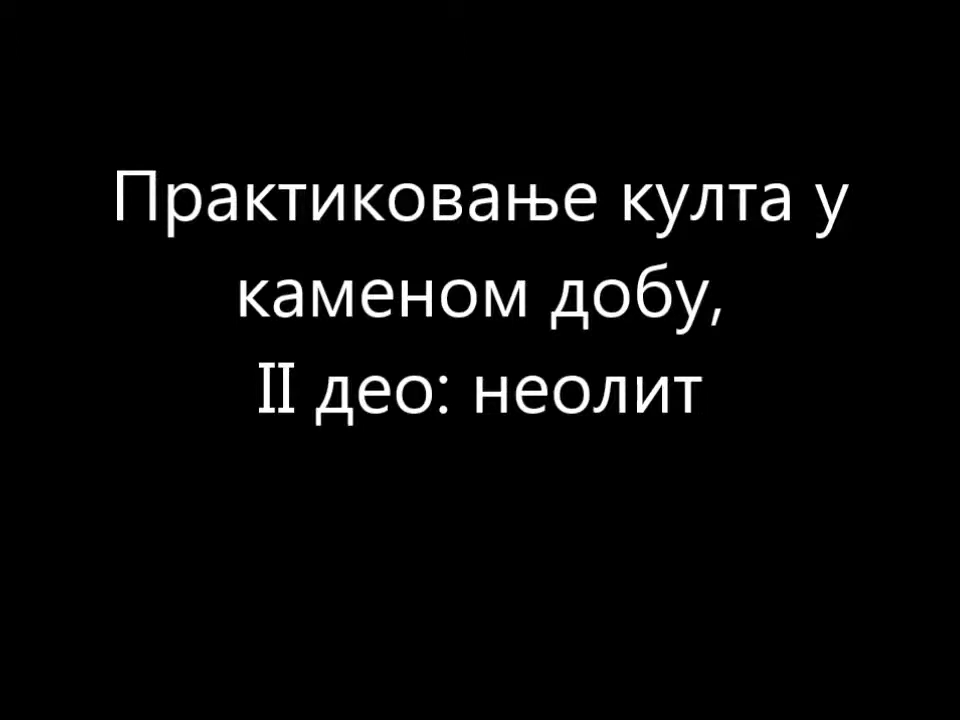 Практиковање култа у
каменом добу,
II део: неолит